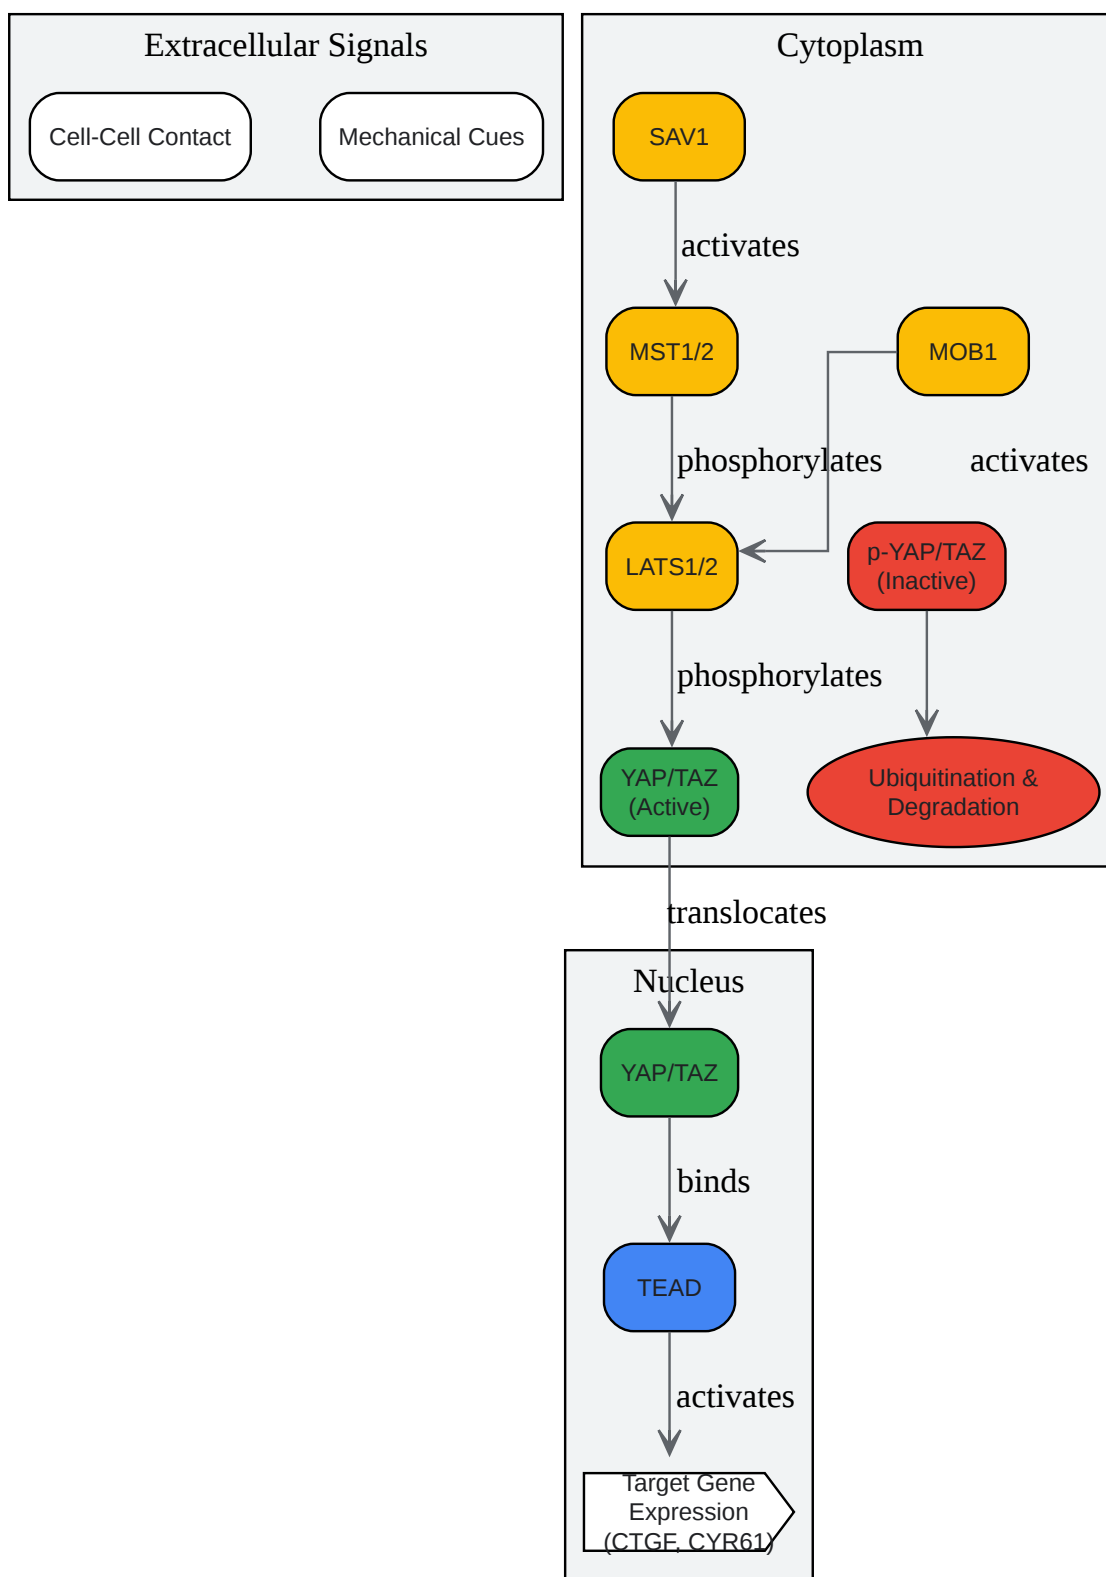 Extracellular Signals
Cell-Cell Contact
Mechanical Cues
Cytoplasm
SAV1
activates
MST1/2
MOB1
phosphorylates
activates
LATS1/2
p-YAP/TAZ
(Inactive)
phosphorylates
YAP/TAZ
(Active)
Ubiquitination &
Degradation
translocates
Nucleus
YAP/TAZ
binds
TEAD
activates
Target Gene
Expression
(CTGF, CYR61)